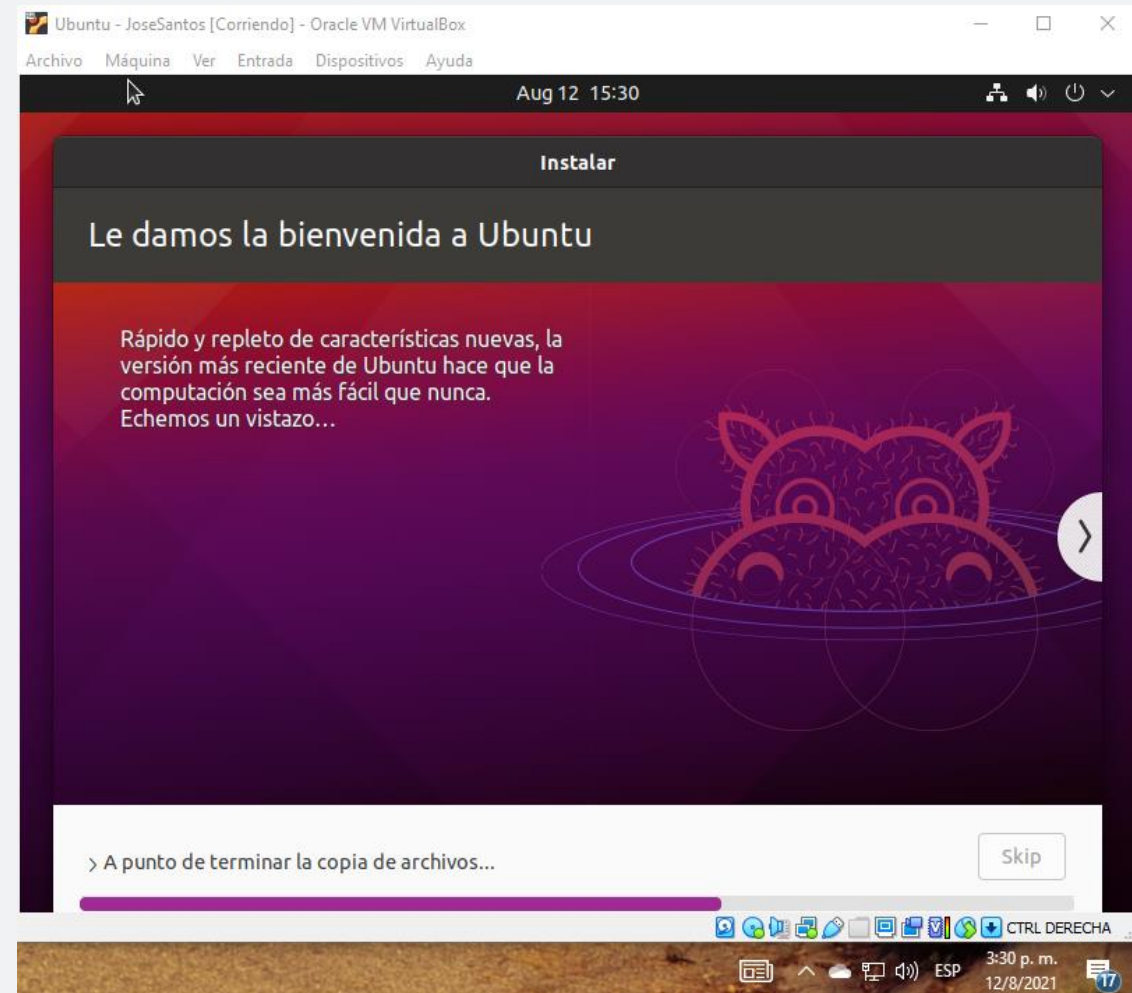 Ubuntu - JoseSantos [Corriendo] - Oracle VM VirtualBox
Archivo Máquina Ver Entrada Dispositivos Ayuda
Aug 12 15:30
Instalar
Le damos la bienvenida a Ubuntu
Rápido y repleto de características nuevas, la
versión más reciente de Ubuntu hace que la
computación sea más fácil que nunca.
Echemos un vistazo…
> A punto de terminar la copia de archivos...
Skip
CTRL DERECHA
ESP
3:30 p. m.
12/8/2021
17